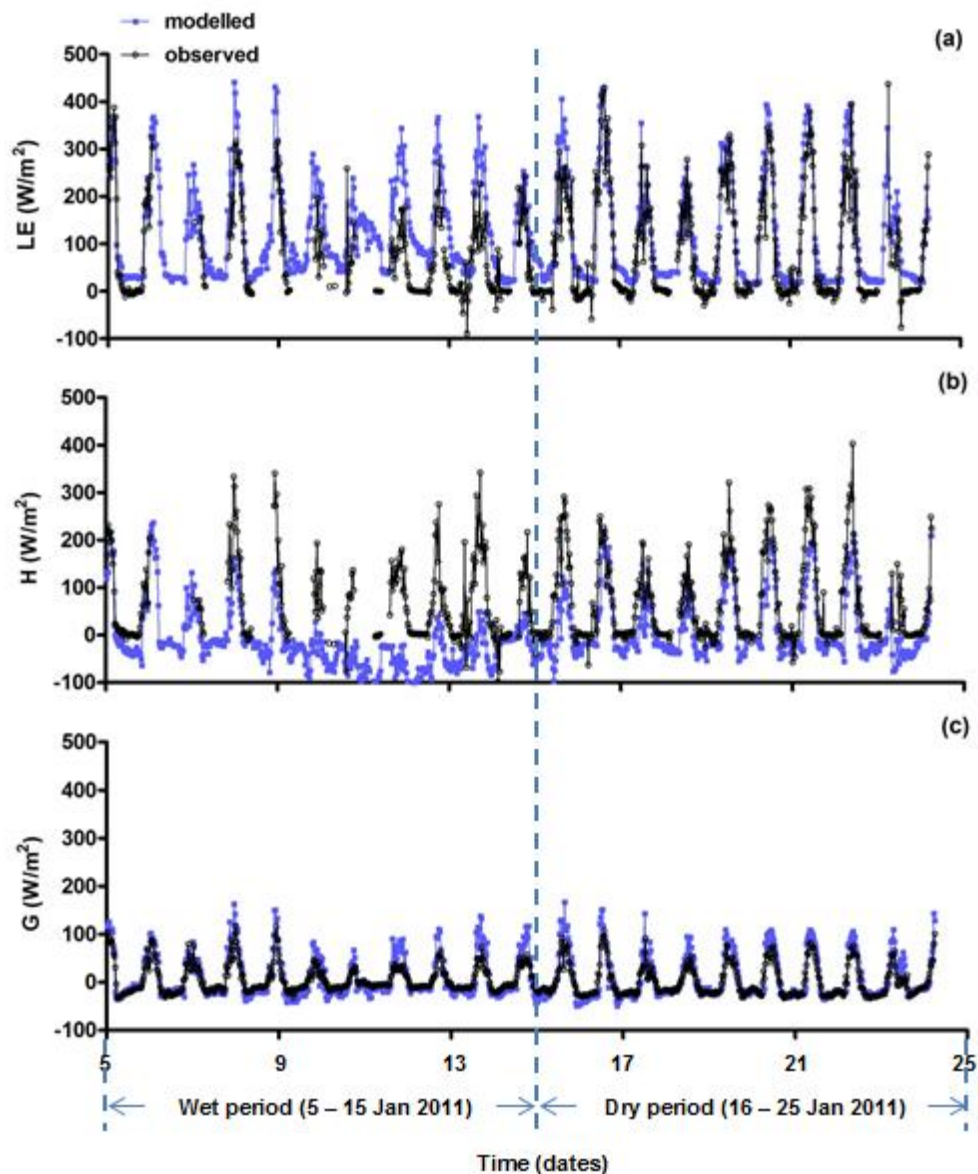 modelled
observed
(a)
500
400
300
200
100
0
-100
LE (W/m²)
(b)
500
400
300
200
100
0
-100
H (W/m²)
(c)
500
400
300
200
100
0
-100
G (W/m²)
5 9 13 17 21 25
Wet period (5 – 15 Jan 2011) Dry period (16 – 25 Jan 2011)
Time (dates)